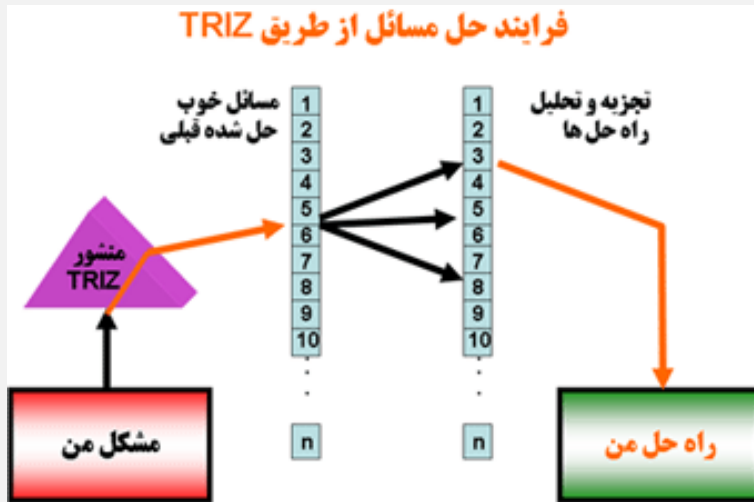 فرایند حل مسائل از طریق TRIZ
مسائل خوب
حل شده قبلی
تجزیه و تحلیل
راه حل ها
1
2
3
4
5
6
7
8
9
10
n
1
2
3
4
5
6
7
8
9
10
n
منشور
TRIZ
مشکل من
راه حل من